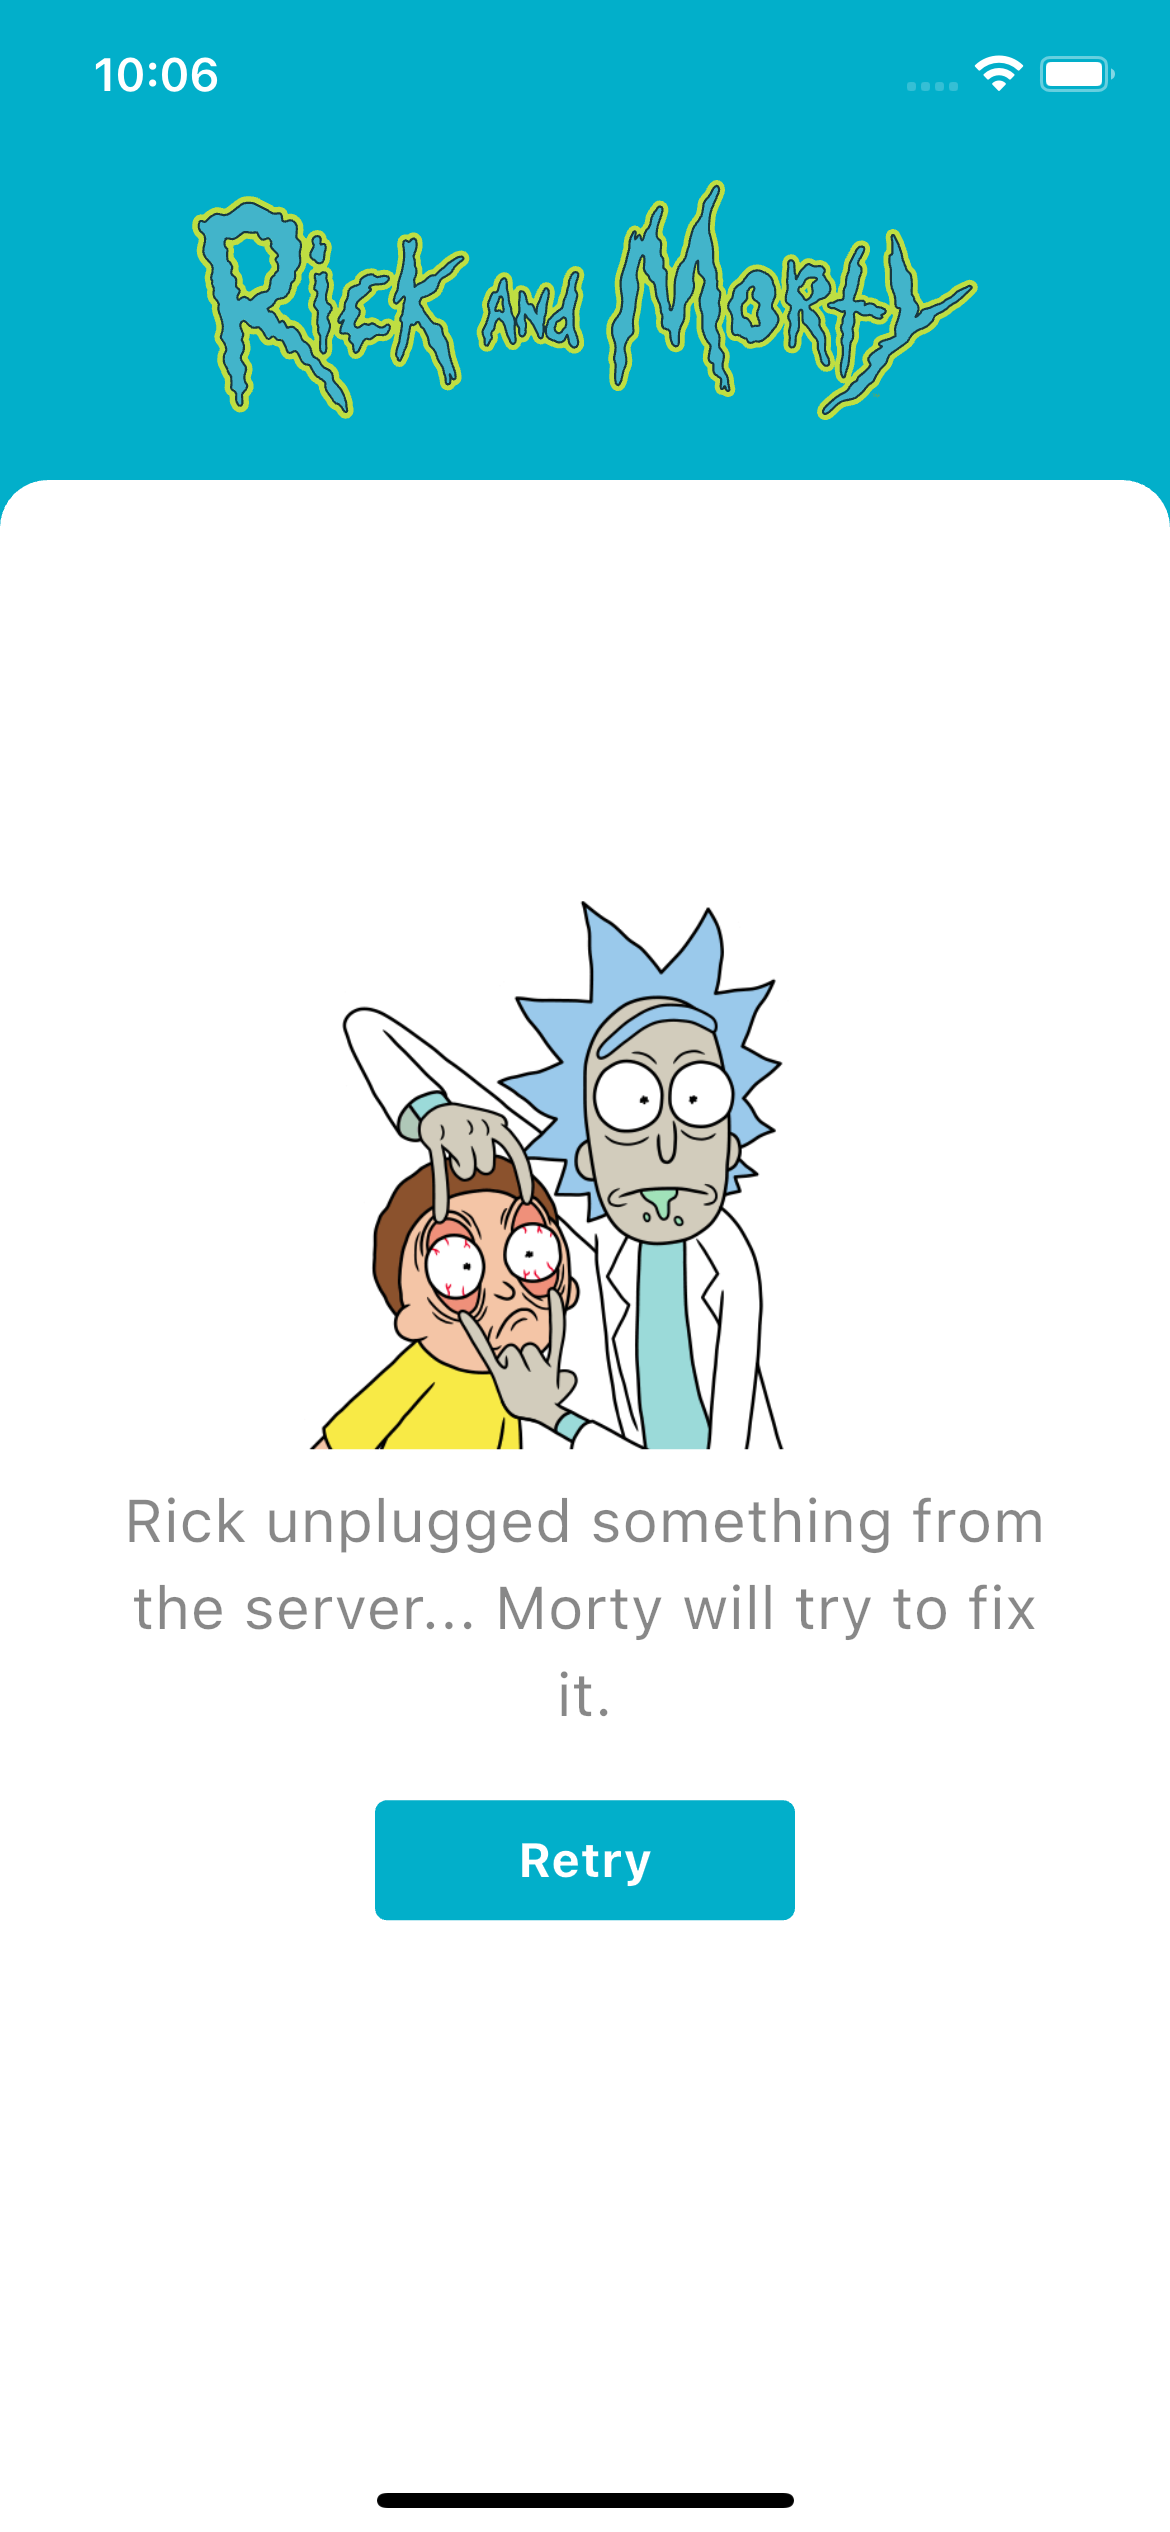 10:06
Rick and Morty
Rick unplugged something from
the server... Morty will try to fix
it.
Retry